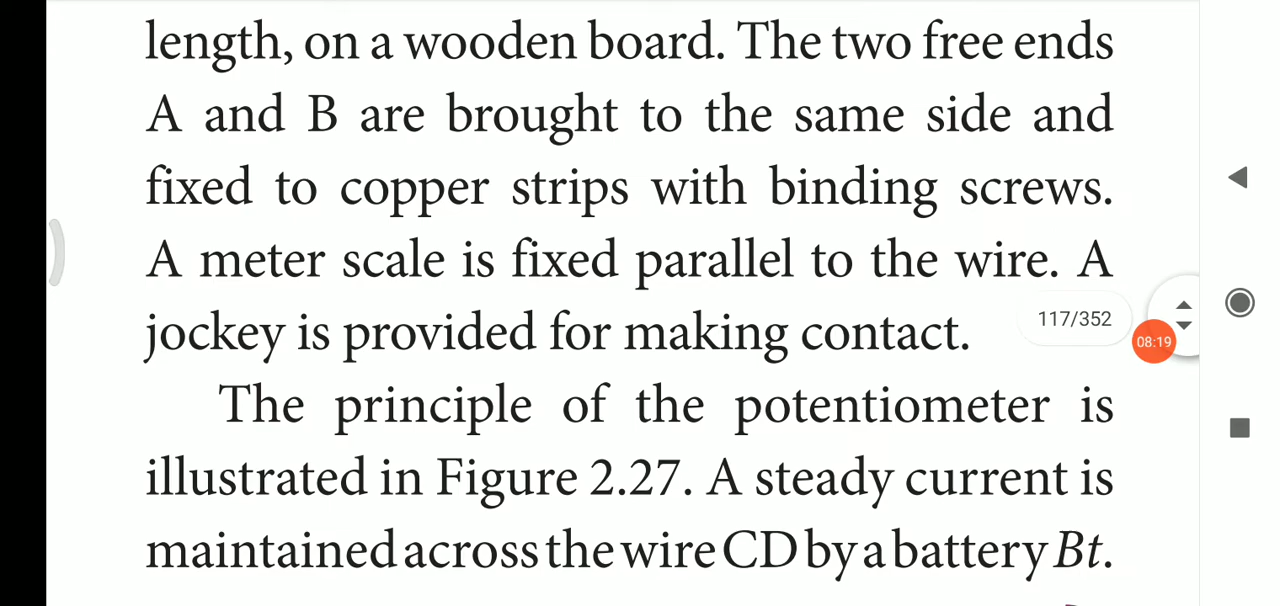 length, on a wooden board. The two free ends
A and B are brought to the same side and
fixed to copper strips with binding screws.
A meter scale is fixed parallel to the wire. A
jockey is provided for making contact.
117/352
08:19
The principle of the potentiometer is
illustrated in Figure 2.27. A steady current is
maintained across the wire CD by a battery Bt.